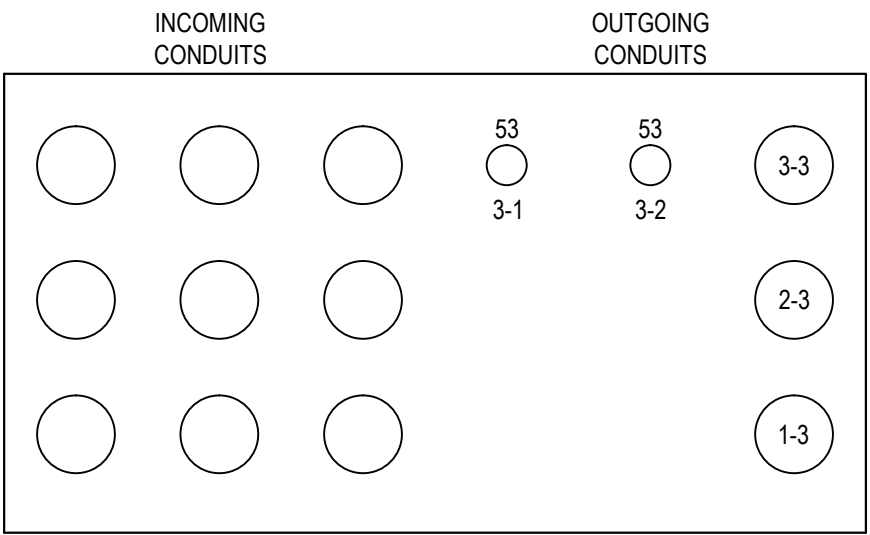 INCOMING
CONDUITS
OUTGOING
CONDUITS
53
53
3-1
3-2
3-3
2-3
1-3